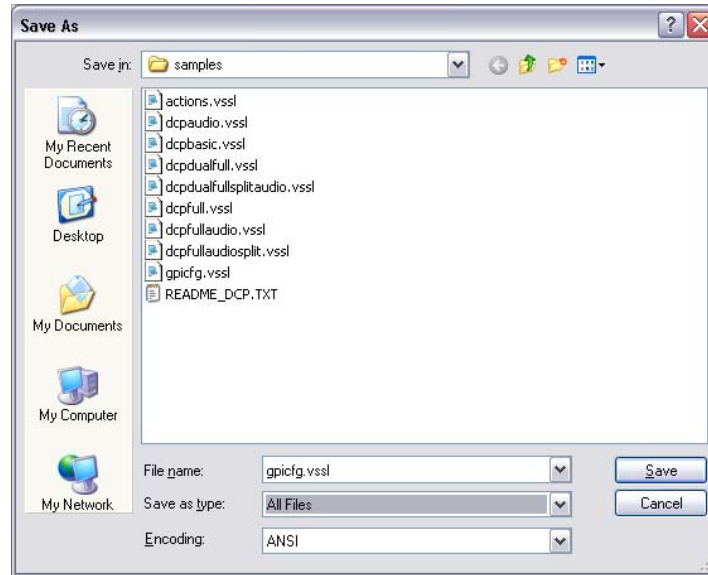 Save As
Save in:
samples
My Recent
Documents
Desktop
My Documents
My Computer
My Network
actions.vssl
dcpaudio.vssl
dcpbasic.vssl
dcpdualfull.vssl
dcpdualfullsplitaudio.vssl
dcpfull.vssl
dcpfullaudio.vssl
dcpfullaudiosplit.vssl
gpicfg.vssl
README_DCP.TXT
File name:
gpicfg.vssl
Save
Save as type:
All Files
Cancel
Encoding:
ANSI